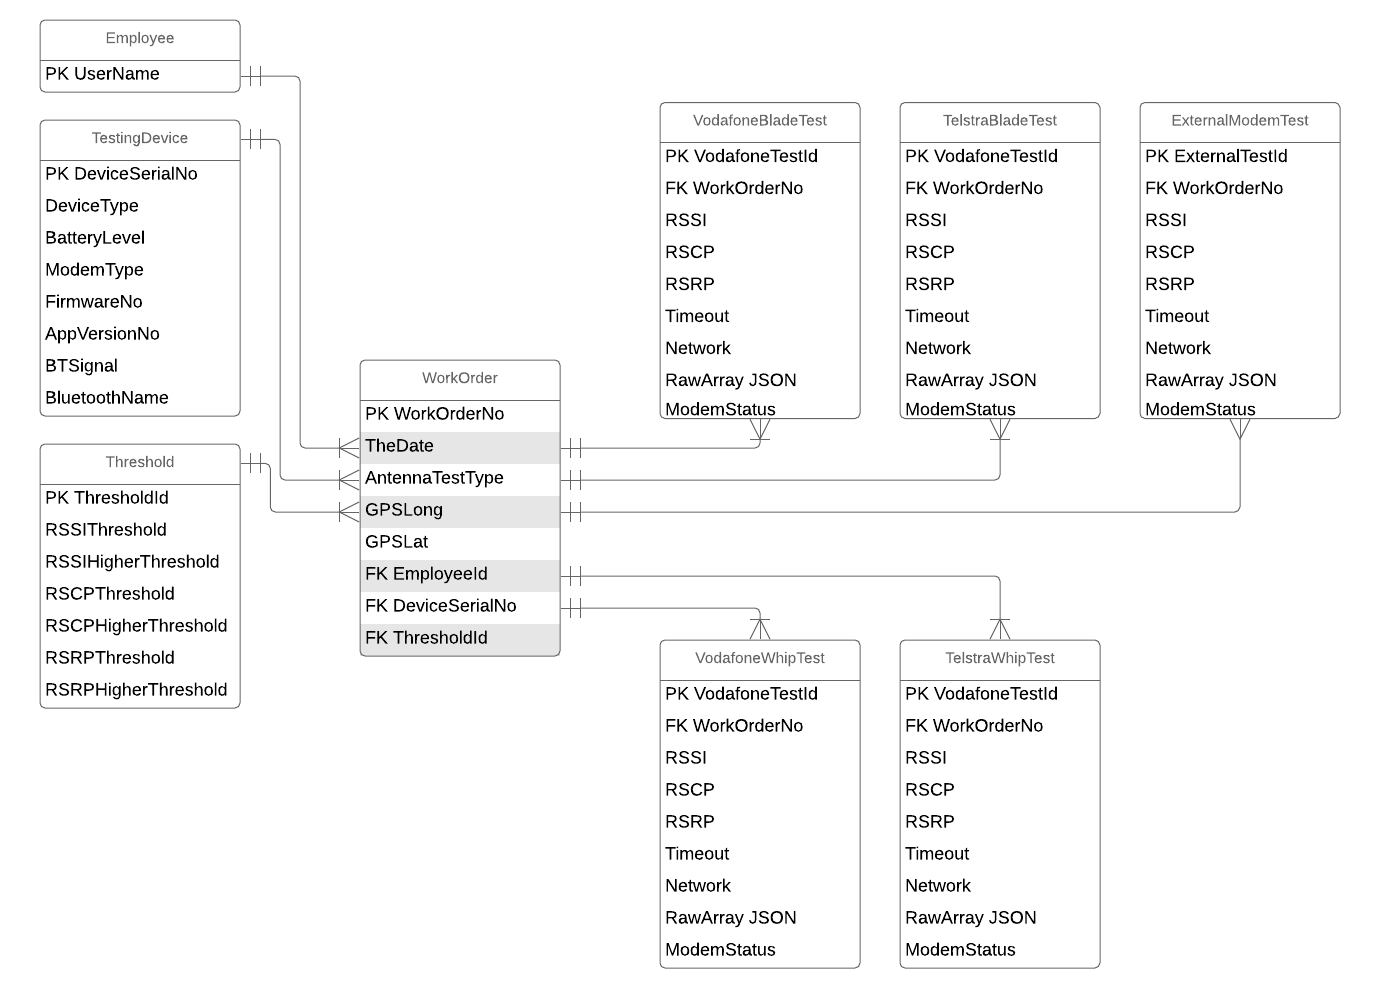 Employee
PK UserName
TestingDevice
PK DeviceSerialNo
DeviceType
BatteryLevel
ModemType
FirmwareNo
AppVersionNo
BTSignal
BluetoothName
Threshold
PK ThresholdId
RSSIThreshold
RSSIHigherThreshold
RSCPThreshold
RSCPHigherThreshold
RSRPThreshold
RSRPHigherThreshold
WorkOrder
PK WorkOrderNo
TheDate
AntennaTestType
GPSLong
GPSLat
FK EmployeeId
FK DeviceSerialNo
FK ThresholdId
VodafoneBladeTest
PK VodafoneTestId
FK WorkOrderNo
RSSI
RSCP
RSRP
Timeout
Network
RawArray JSON
ModemStatus
TelstraBladeTest
PK VodafoneTestId
FK WorkOrderNo
RSSI
RSCP
RSRP
Timeout
Network
RawArray JSON
ModemStatus
ExternalModemTest
PK ExternalTestId
FK WorkOrderNo
RSSI
RSCP
RSRP
Timeout
Network
RawArray JSON
ModemStatus
VodafoneWhipTest
PK VodafoneTestId
FK WorkOrderNo
RSSI
RSCP
RSRP
Timeout
Network
RawArray JSON
ModemStatus
TelstraWhipTest
PK VodafoneTestId
FK WorkOrderNo
RSSI
RSCP
RSRP
Timeout
Network
RawArray JSON
ModemStatus